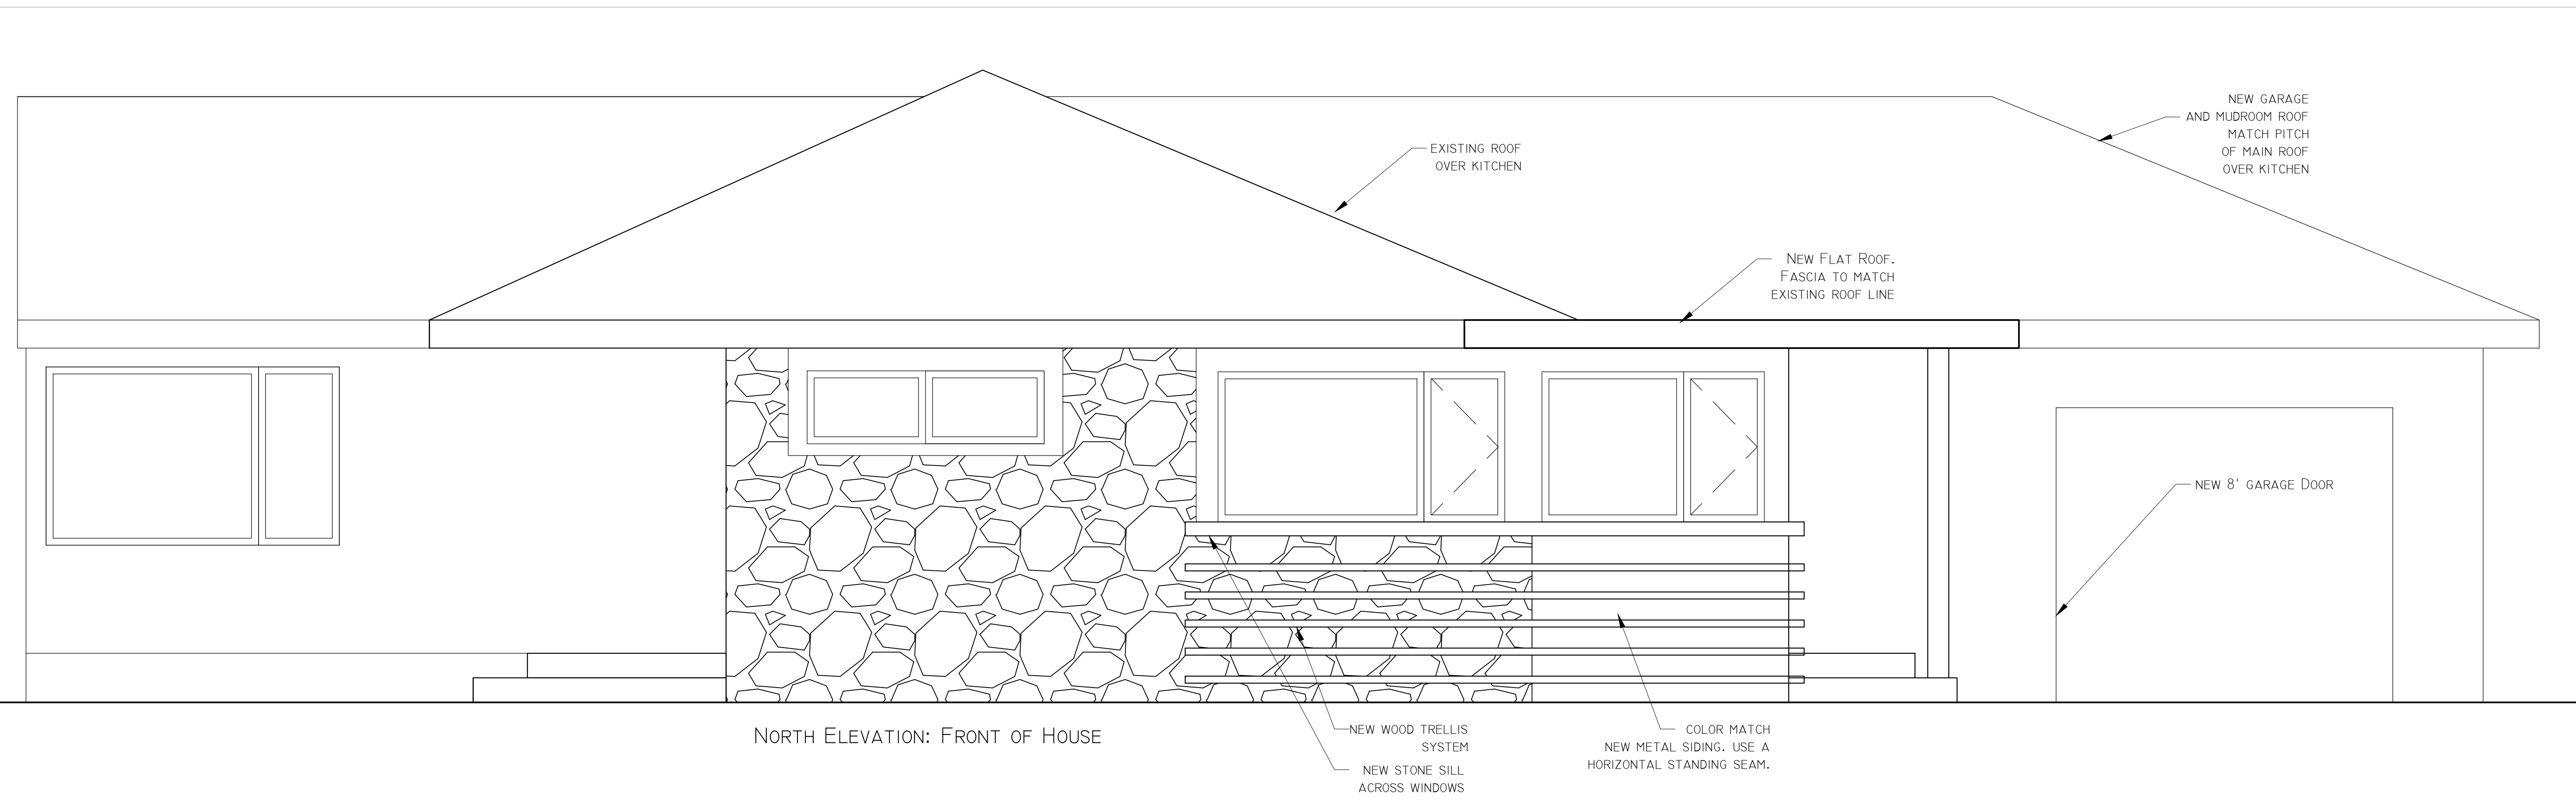 NEW GARAGE
AND MUDROOM ROOF
MATCH PITCH
OF MAIN ROOF
OVER KITCHEN
EXISTING ROOF
OVER KITCHEN
New Flat Roof.
Fascia to match
existing roof line
NEW 8' GARAGE DOOR
North Elevation: Front of House
NEW WOOD TRELLIS
SYSTEM
NEW STONE SILL
ACROSS WINDOWS
COLOR MATCH
NEW METAL SIDING. USE A
HORIZONTAL STANDING SEAM.